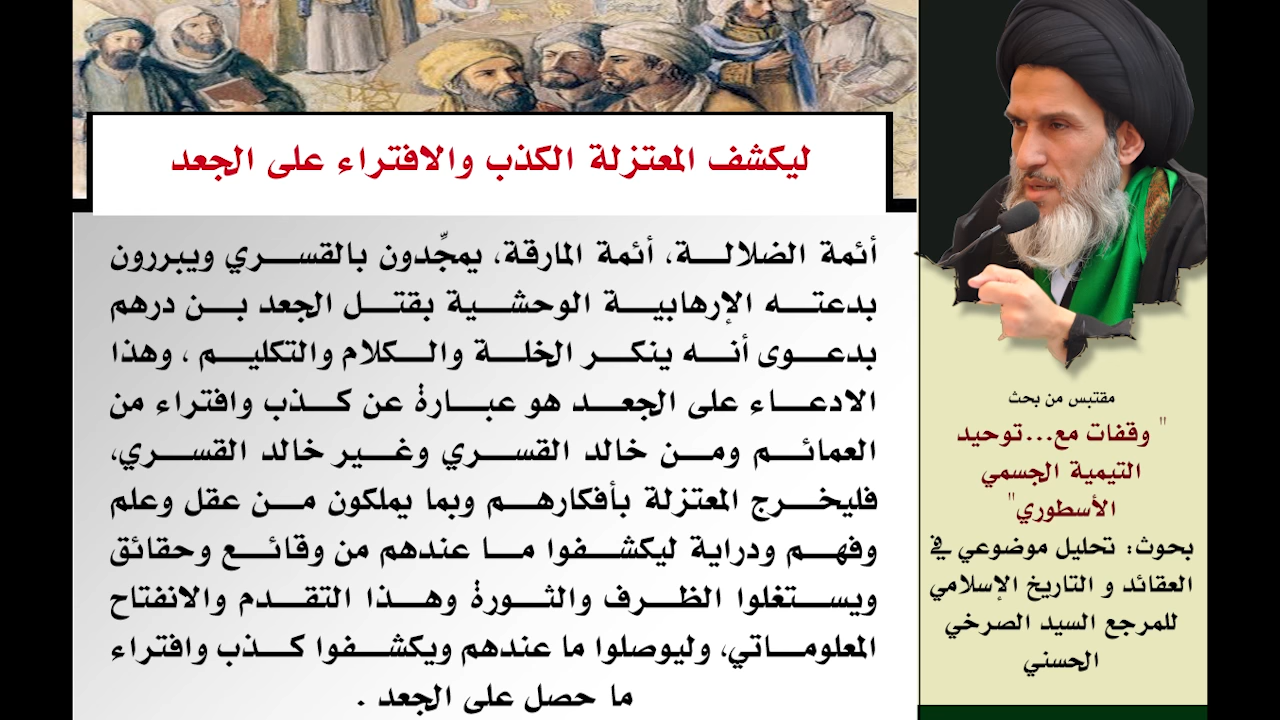 ليكشف المعتزلة الكذب والافتراء على الجعد
أئمة الضلالة، أئمة المارقة، يمجِّدون بالقسري ويبررون
بدعته الإرهابية الوحشية بقتل الجعد بن درهم
بدعوى أنه ينكر الخلة والكلام والتكليم ، وهذا
الادعاء على الجعد هو عبارة عن كذب وافتراء من
العمائم ومن خالد القسري وغير خالد القسري،
فليخرج المعتزلة بأفكارهم وبما يملكون من عقل وعلم
وفهم ودراية ليكشفوا ما عندهم من وقائع وحقائق
ويستغلوا الظرف والثورة وهذا التقدم والانفتاح
المعلوماتي، وليوصلوا ما عندهم ويكشفوا كذب وافتراء
ما حصل على الجعد .
مقتبس من بحث
" وقفات مع...توحيد
التيمية الجسمي
الأسطوري"
بحوث: تحليل موضوعي في
العقائد و التاريخ الإسلامي
للمرجع السيد الصرخي
الحسني